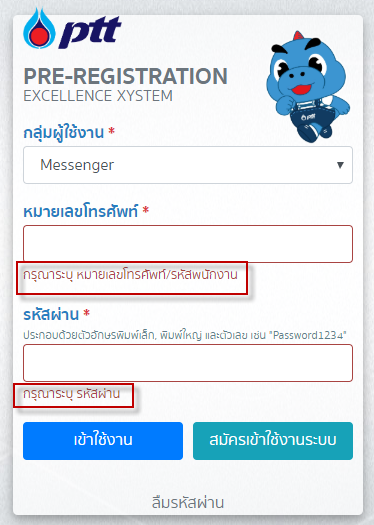 ptt
PRE-REGISTRATION
EXCELLENCE XYSTEM
กลุ่มผู้ใช้งาน *
Messenger
หมายเลขโทรศัพท์ *
กรุณาระบุ หมายเลขโทรศัพท์/รหัสพนักงาน
รหัสผ่าน *
ประกอบด้วยตัวอักษรพิมพ์เล็ก, พิมพ์ใหญ่ และตัวเลข เช่น "Password1234"
กรุณาระบุ รหัสผ่าน
เข้าใช้งาน
สมัครเข้าใช้งานระบบ
ลืมรหัสผ่าน